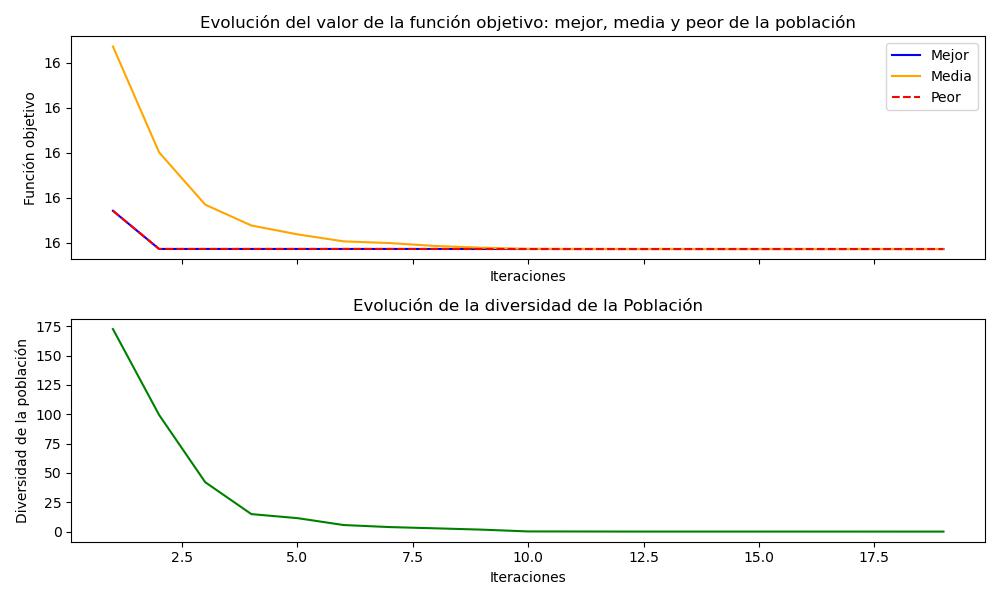 Evolución del valor de la función objetivo: mejor, media y peor de la población
Función objetivo
16
16
16
16
16
Mejor
Media
Peor
Iteraciones
Evolución de la diversidad de la Población
Diversidad de la población
175
150
125
100
75
50
25
0
2.5 5.0 7.5 10.0 12.5 15.0 17.5
Iteraciones